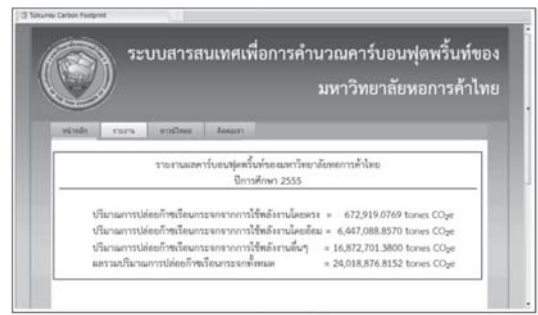 Carbon Footprint
ระบบสารสนเทศเพื่อการคำนวณคาร์บอนฟุตพริ้นท์ของ
มหาวิทยาลัยหอการค้าไทย
หน้าหลัก รายงาน ดาวน์โหลด ติดต่อเรา
รายงานผลคาร์บอนฟุตพริ้นท์ของมหาวิทยาลัยหอการค้าไทย
ปีการศึกษา 2555
ปริมาณการปล่อยก๊าซเรือนกระจกจากการใช้พลังงานโดยตรง = 672,919.0769 tones CO₂e
ปริมาณการปล่อยก๊าซเรือนกระจกจากการใช้พลังงานโดยอ้อม = 6,447,088.8570 tones CO₂e
ปริมาณการปล่อยก๊าซเรือนกระจกจากการใช้พลังงานอื่นๆ = 16,872,701.3800 tones CO₂e
ผลรวมปริมาณการปล่อยก๊าซเรือนกระจกทั้งหมด = 24,018,876.8152 tones CO₂e